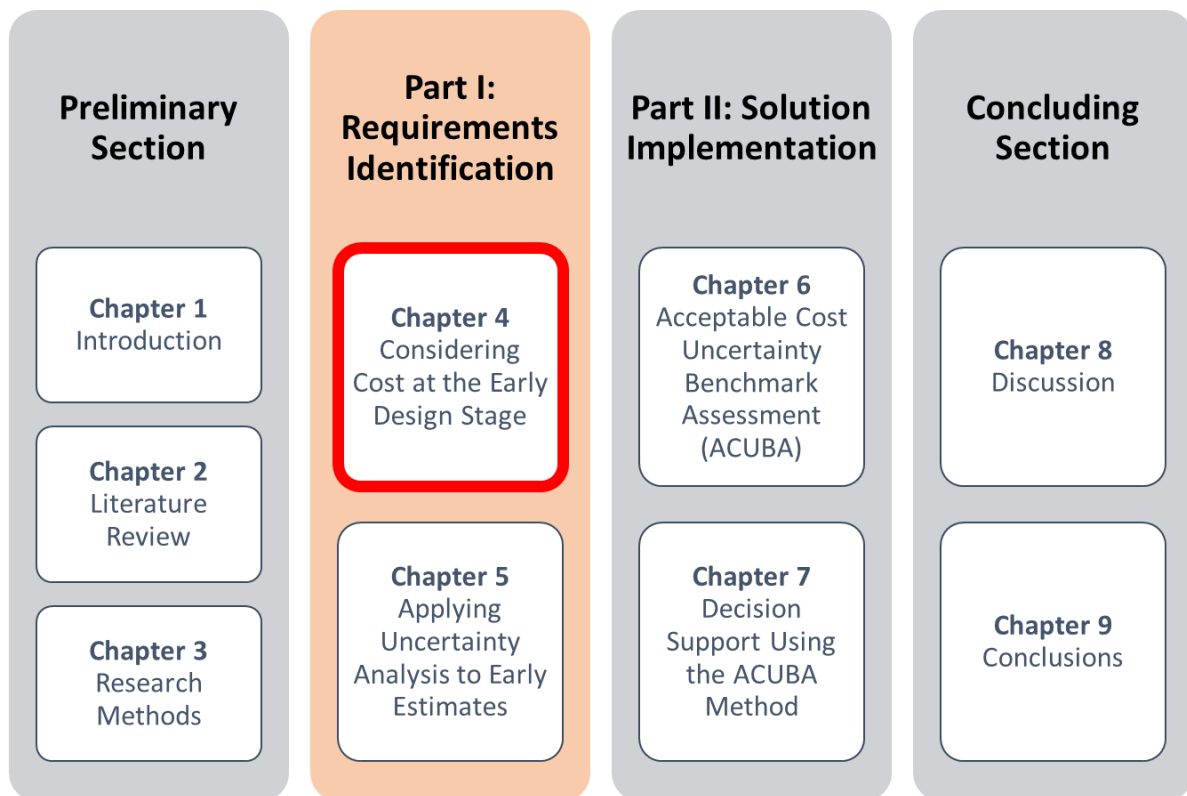 Preliminary
Section
Chapter 1
Introduction
Chapter 2
Literature
Review
Chapter 3
Research
Methods
Part I:
Requirements
Identification
Chapter 4
Considering
Cost at the Early
Design Stage
Chapter 5
Applying
Uncertainty
Analysis to Early
Estimates
Part II: Solution
Implementation
Chapter 6
Acceptable Cost
Uncertainty
Benchmark
Assessment
(ACUBA)
Chapter 7
Decision
Support Using
the ACUBA
Method
Concluding
Section
Chapter 8
Discussion
Chapter 9
Conclusions